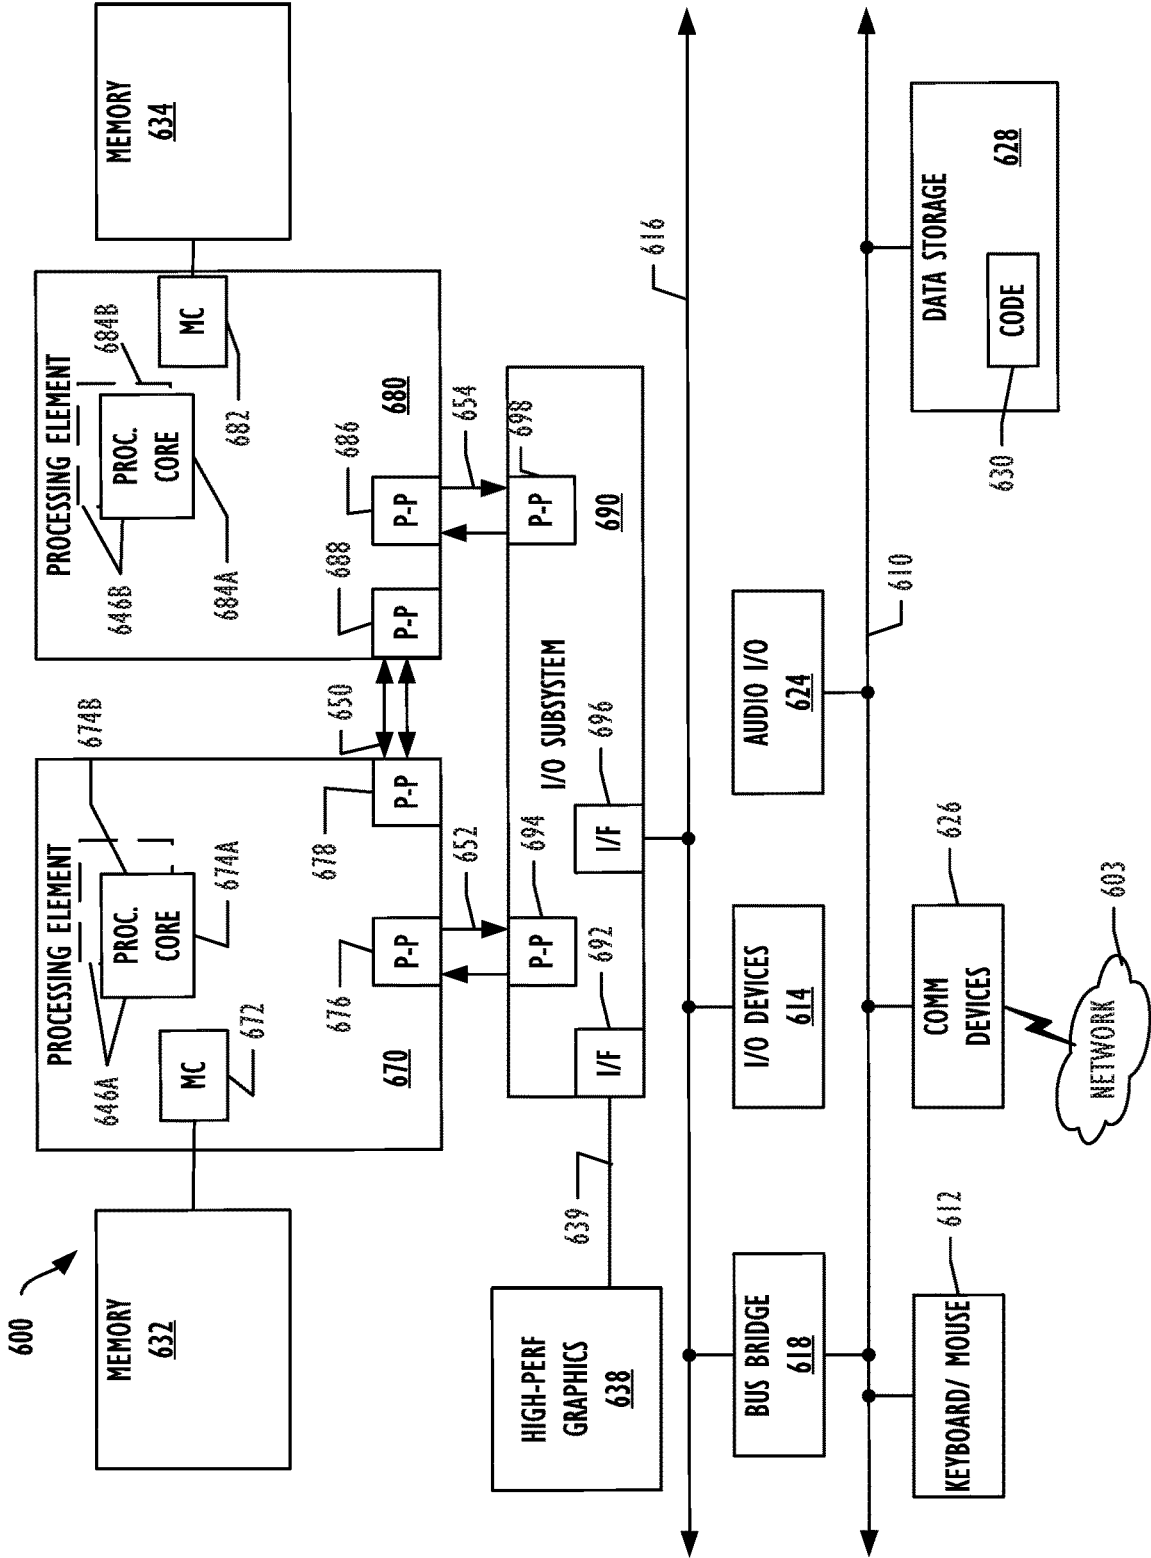 600
MEMORY
632
MEMORY
634
PROCESSING ELEMENT
670
646A
674B
PROC.
CORE
674A
MC
672
P-P
676
P-P
678
650
PROCESSING ELEMENT
680
646B
684B
PROC.
CORE
684A
MC
682
P-P
688
P-P
686
652
654
HIGH-PERF
GRAPHICS
638
639
I/O SUBSYSTEM
690
P-P
694
P-P
698
I/F
692
I/F
696
616
BUS BRIDGE
618
I/O DEVICES
614
AUDIO I/O
624
610
KEYBOARD/ MOUSE
612
COMM
DEVICES
626
NETWORK
603
DATA STORAGE
628
CODE
630